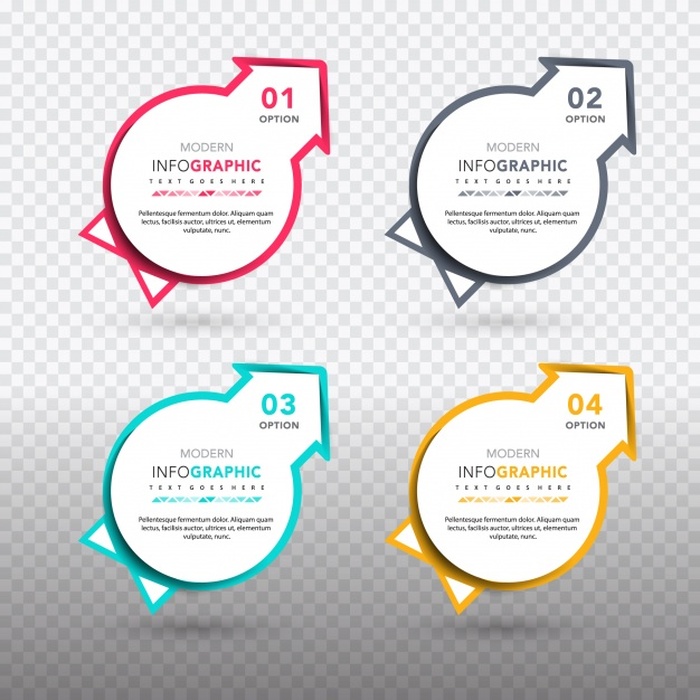 01
OPTION
MODERN
INFOGRAPHIC
TEXT GOES HERE
Pellentesque fermentum dolor. Aliquam quam
lectus, facilisis auctor, ultrices ut, elementum
vulputate, nunc.
02
OPTION
MODERN
INFOGRAPHIC
TEXT GOES HERE
Pellentesque fermentum dolor. Aliquam quam
lectus, facilisis auctor, ultrices ut, elementum
vulputate, nunc.
03
OPTION
MODERN
INFOGRAPHIC
TEXT GOES HERE
Pellentesque fermentum dolor. Aliquam quam
lectus, facilisis auctor, ultrices ut, elementum
vulputate, nunc.
04
OPTION
MODERN
INFOGRAPHIC
TEXT GOES HERE
Pellentesque fermentum dolor. Aliquam quam
lectus, facilisis auctor, ultrices ut, elementum
vulputate, nunc.